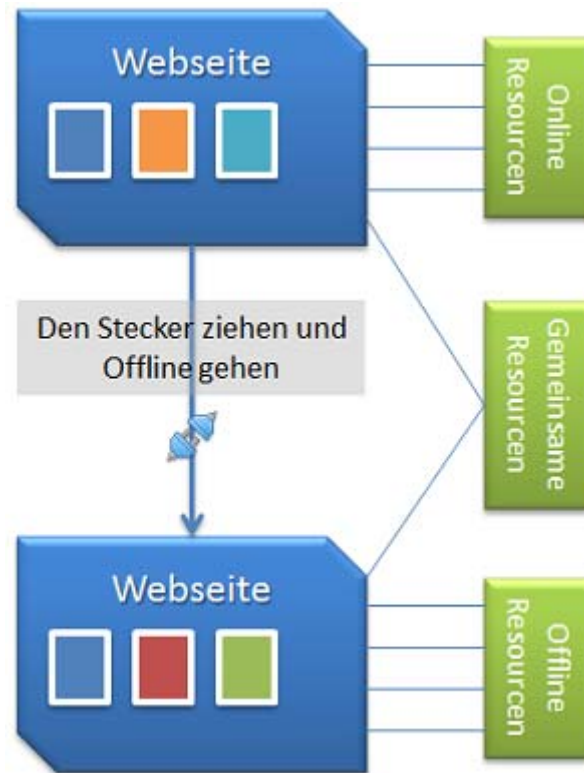 Webseite
Online
Resourcen
Den Stecker ziehen und
Offline gehen
Gemeinsame
Resourcen
Webseite
Offline
Resourcen